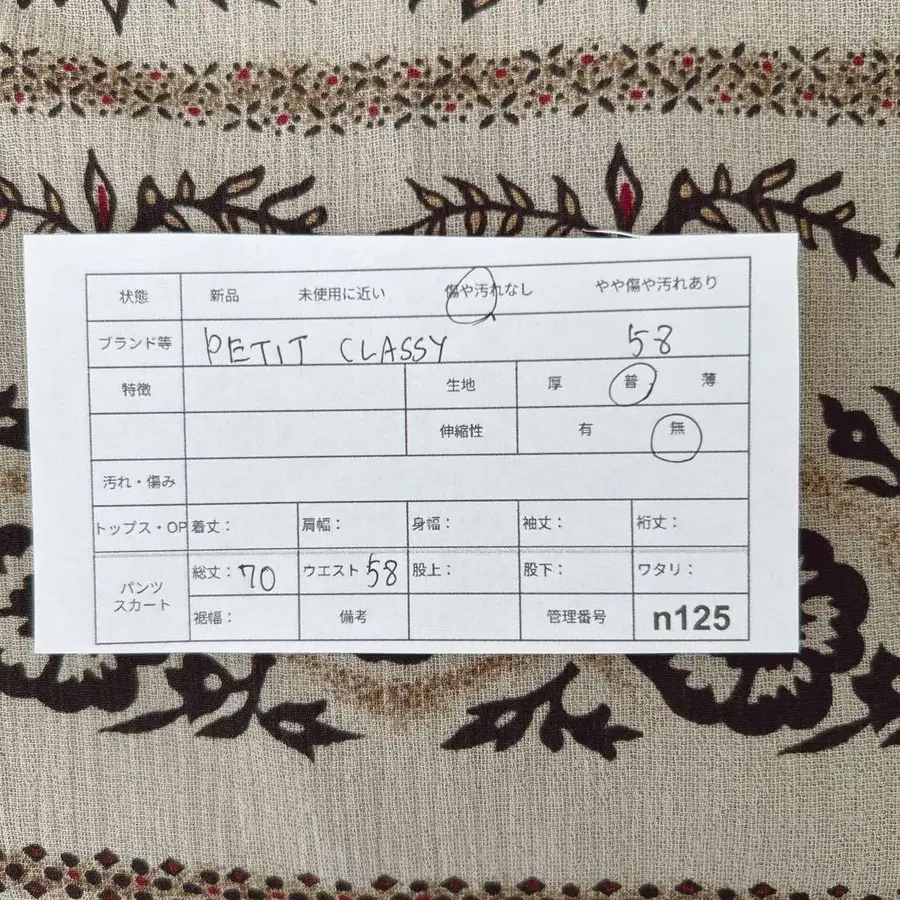 状態 新品 未使用に近い 傷や汚れなし やや傷や汚れあり
ブランド等 PETIT CLASSY 58
特徴 生地 厚 普 薄
伸縮性 有 無
汚れ・傷み
トップス・OP 着丈： 肩幅： 身幅： 袖丈： 裄丈：
パンツ スカート 総丈：70 ウエスト 58 股上： 股下： ワタリ：
裾幅： 備考 管理番号 n125